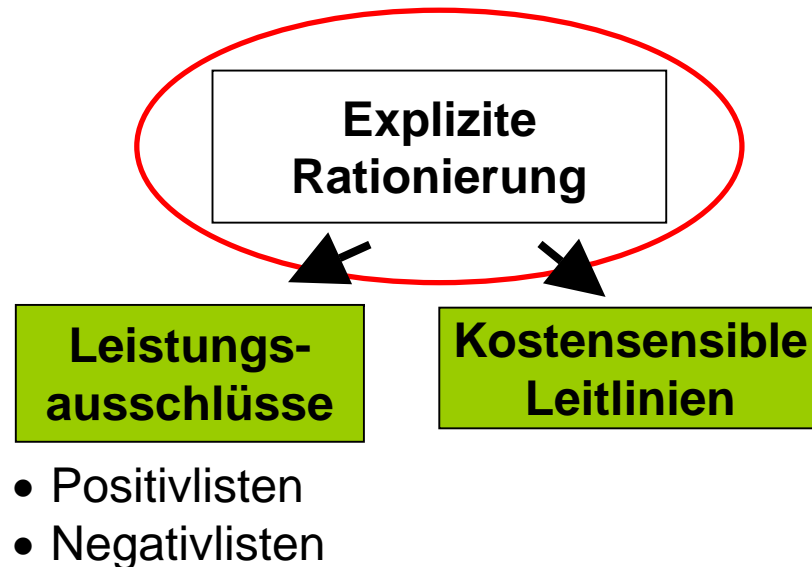 Explizite
Rationierung
Leistungs-
ausschlüsse
Kostensensible
Leitlinien
• Positivlisten
• Negativlisten